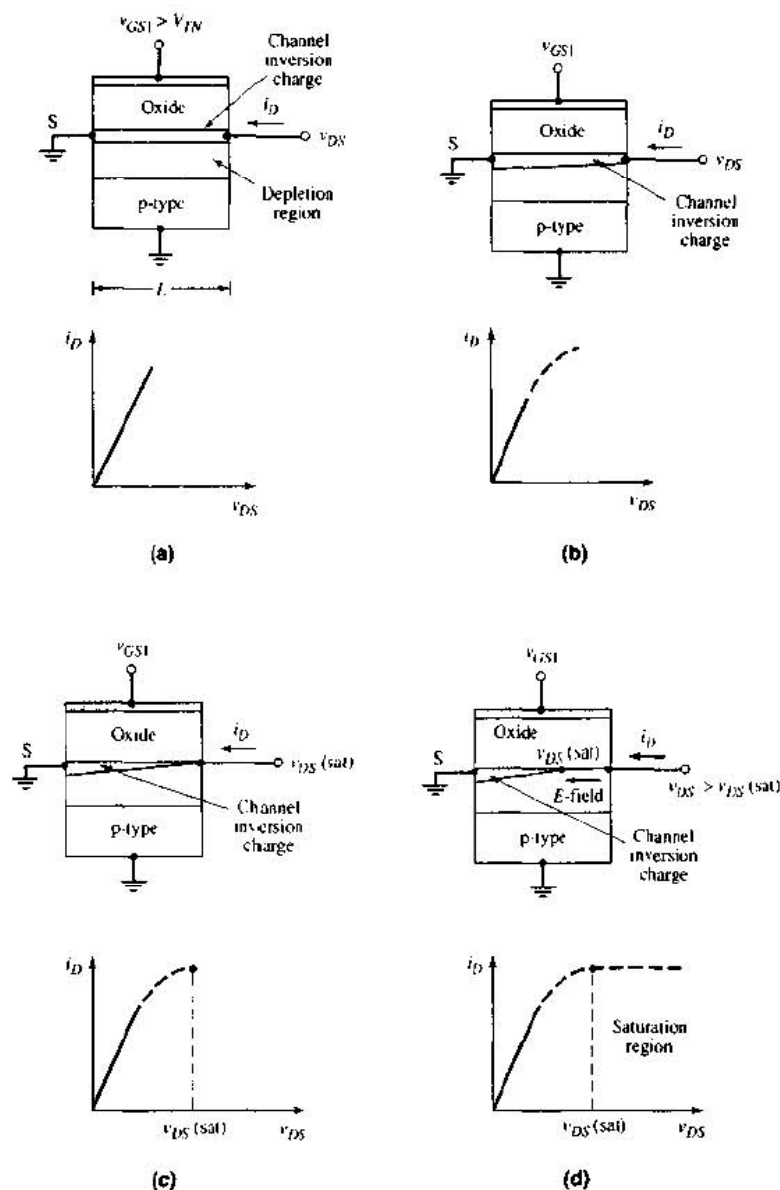 v_GS1 > V_TN
Channel
inversion
charge
Oxide
i_D
S
v_DS
Depletion
region
p-type
L
i_D
v_DS
(a)
v_GS1
Oxide
i_D
S
v_DS
Channel
inversion
charge
p-type
i_D
v_DS
(b)
v_GS1
Oxide
i_D
S
v_DS (sat)
Channel
inversion
charge
p-type
i_D
v_DS (sat)
v_DS
(c)
v_GS1
Oxide
v_DS (sat)
i_D
S
E-field
v_DS > v_DS (sat)
Channel
inversion
charge
p-type
i_D
Saturation
region
v_DS (sat)
v_DS
(d)